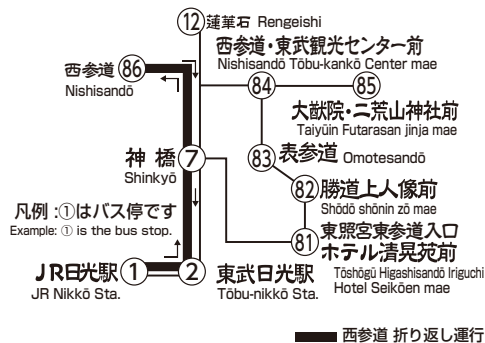 ⑫ 蓮華石 Rengeishi
西参道・東武観光センター前
Nishisandō Tōbu-kankō Center mae
西参道 86
Nishisandō
84
85
大猷院・二荒山神社前
Taiyūin Futarasan jinja mae
神橋 ⑦
Shinkyō
83 表参道 Omotesandō
82 勝道上人像前
Shōdō shōnin zō mae
凡例 :①はバス停です
Example: ① is the bus stop.
81 東照宮東参道入口
ホテル清晃苑前
Tōshōgū Higashisandō Iriguchi
Hotel Seikōen mae
JR日光駅 ①
JR Nikkō Sta.
② 東武日光駅
Tōbu-nikkō Sta.
西参道 折り返し運行